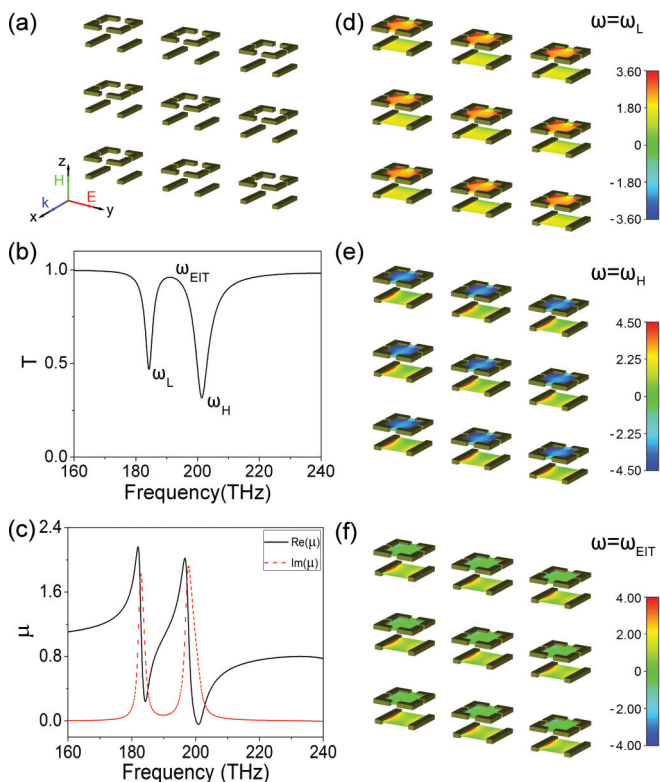 (a)
z
H
k
E
x
y
(b)
1.0
0.5
0.0
T
ω_EIT
ω_L
ω_H
160 180 200 220 240
Frequency(THz)
(c)
2.4
1.6
0.8
0.0
μ
Re(μ)
Im(μ)
160 180 200 220 240
Frequency (THz)
(d)
ω=ω_L
3.60
1.80
0
-1.80
-3.60
(e)
ω=ω_H
4.50
2.25
0
-2.25
-4.50
(f)
ω=ω_EIT
4.00
2.00
0
-2.00
-4.00